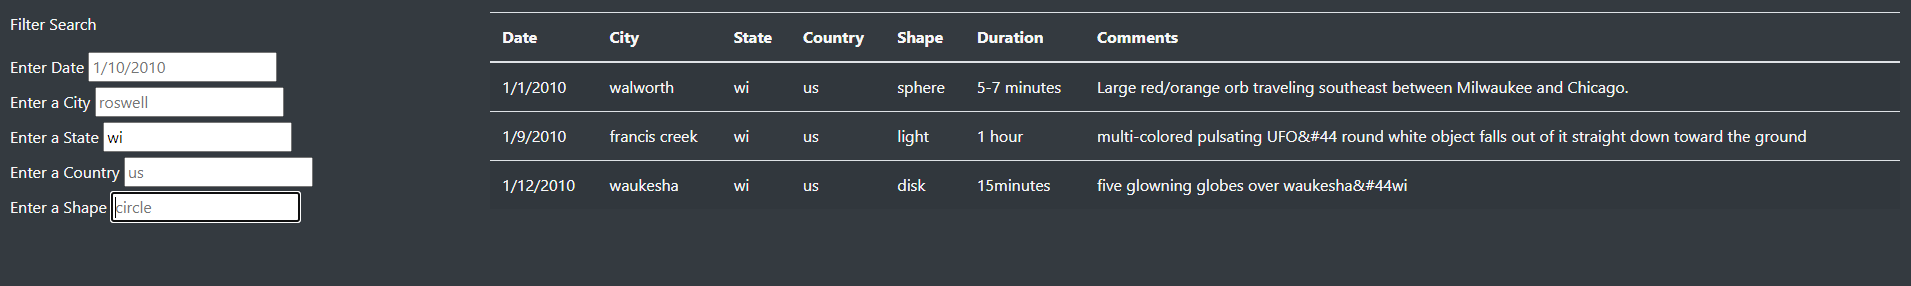 Filter Search
Enter Date 1/10/2010
Enter a City roswell
Enter a State wi
Enter a Country us
Enter a Shape circle
Date City State Country Shape Duration Comments
1/1/2010 walworth wi us sphere 5-7 minutes Large red/orange orb traveling southeast between Milwaukee and Chicago.
1/9/2010 francis creek wi us light 1 hour multi-colored pulsating UFO&#44 round white object falls out of it straight down toward the ground
1/12/2010 waukesha wi us disk 15minutes five glowning globes over waukesha&#44wi